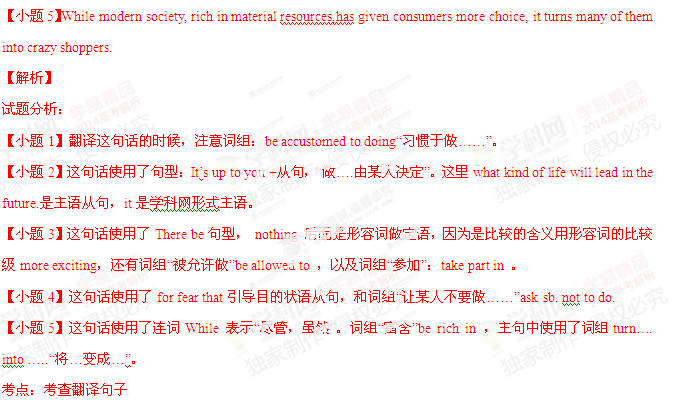 【小题5】While modern society, rich in material resources,has given consumers more choice, it turns many of them
into crazy shoppers.
【解析】
试题分析：
【小题1】翻译这句话的时候，注意词组：be accustomed to doing“习惯于做……”。
【小题2】这句话使用了句型：It’s up to you +从句，“做….由某人决定”。这里 what kind of life will lead in the
future.是主语从句，it 是学科网形式主语。
【小题3】这句话使用了 There be 句型， nothing 后面是形容词做定语，因为是比较的含义用形容词的比较
级 more exciting，还有词组“被允许做”be allowed to ，以及词组“参加”：take part in 。
【小题4】这句话使用了 for fear that 引导目的状语从句，和词组“让某人不要做……”ask sb. not to do.
【小题5】这句话使用了连词 While 表示“尽管，虽然”。词组“富含”be rich in ，主句中使用了词组 turn….
into …..“将…变成…”。
考点：考查翻译句子